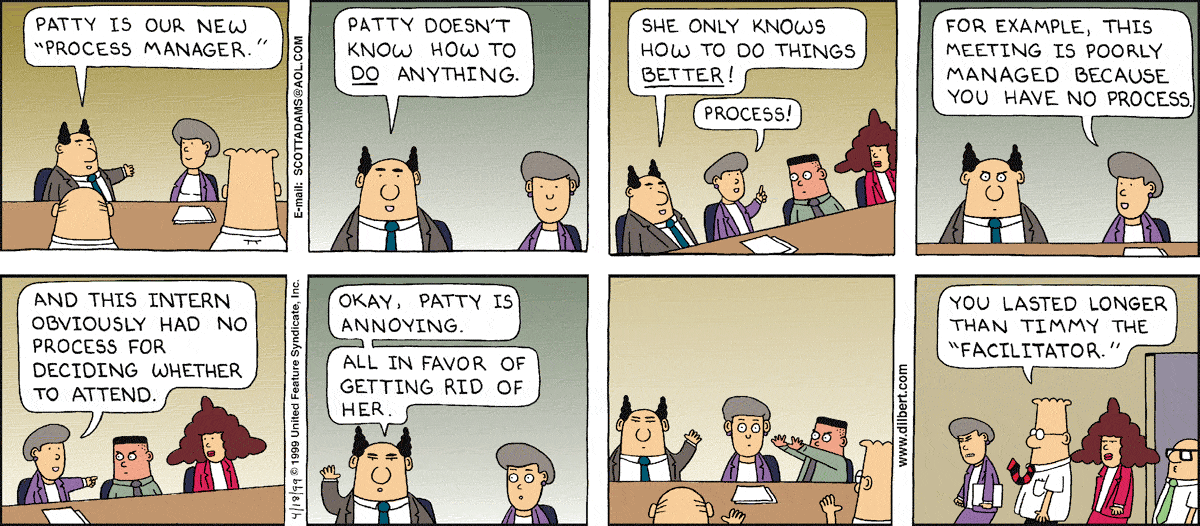 PATTY IS OUR NEW
"PROCESS MANAGER."
E-mail: SCOTTADAMS@AOL.COM
PATTY DOESN'T
KNOW HOW TO
DO ANYTHING.
SHE ONLY KNOWS
HOW TO DO THINGS
BETTER!
PROCESS!
FOR EXAMPLE, THIS
MEETING IS POORLY
MANAGED BECAUSE
YOU HAVE NO PROCESS.
AND THIS INTERN
OBVIOUSLY HAD NO
PROCESS FOR
DECIDING WHETHER
TO ATTEND.
4/18/99 © 1999 United Feature Syndicate, Inc.
OKAY, PATTY IS
ANNOYING.
ALL IN FAVOR OF
GETTING RID OF
HER.
www.dilbert.com
YOU LASTED LONGER
THAN TIMMY THE
"FACILITATOR."